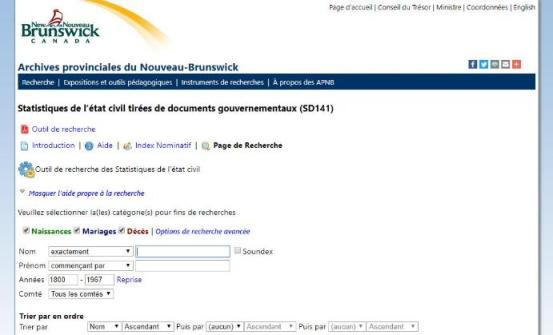 Page d'accueil | Conseil du Trésor | Ministre | Coordonnées | English
New Nouveau
Brunswick
CANADA
Archives provinciales du Nouveau-Brunswick
Recherche | Expositions et outils pédagogiques | Instruments de recherches | À propos des APNB
Statistiques de l'état civil tirées de documents gouvernementaux (SD141)
Outil de recherche
Introduction | Aide | Index Nominatif | Page de Recherche
Outil de recherche des Statistiques de l'état civil
Masquer l'aide propre à la recherche
Veuillez sélectionner la(les) catégorie(s) pour fins de recherches
Naissances Mariages Décès | Options de recherche avancée
Nom exactement Soundex
Prénom commençant par
Années 1800 - 1967 Reprise
Comté Tous les comtés
Trier par en ordre
Trier par Nom Ascendant Puis par (aucun) Ascendant Puis par (aucun) Ascendant